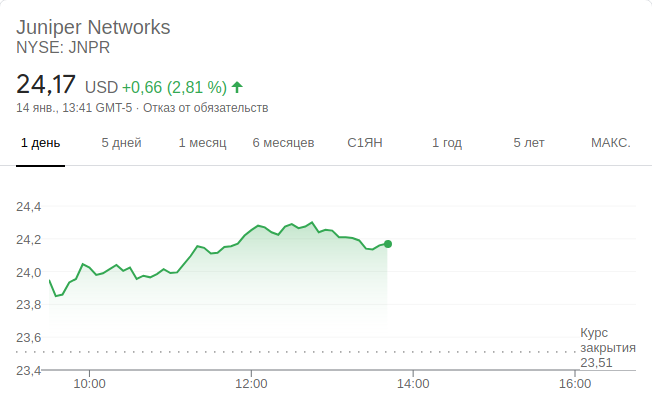 Juniper Networks
NYSE: JNPR
24,17 USD +0,66 (2,81 %)
14 янв., 13:41 GMT-5 · Отказ от обязательств
1 день 5 дней 1 месяц 6 месяцев С1ЯН 1 год 5 лет МАКС.
24,4
24,2
24,0
23,8
23,6
23,4
Курс
закрытия
23,51
10:00 12:00 14:00 16:00